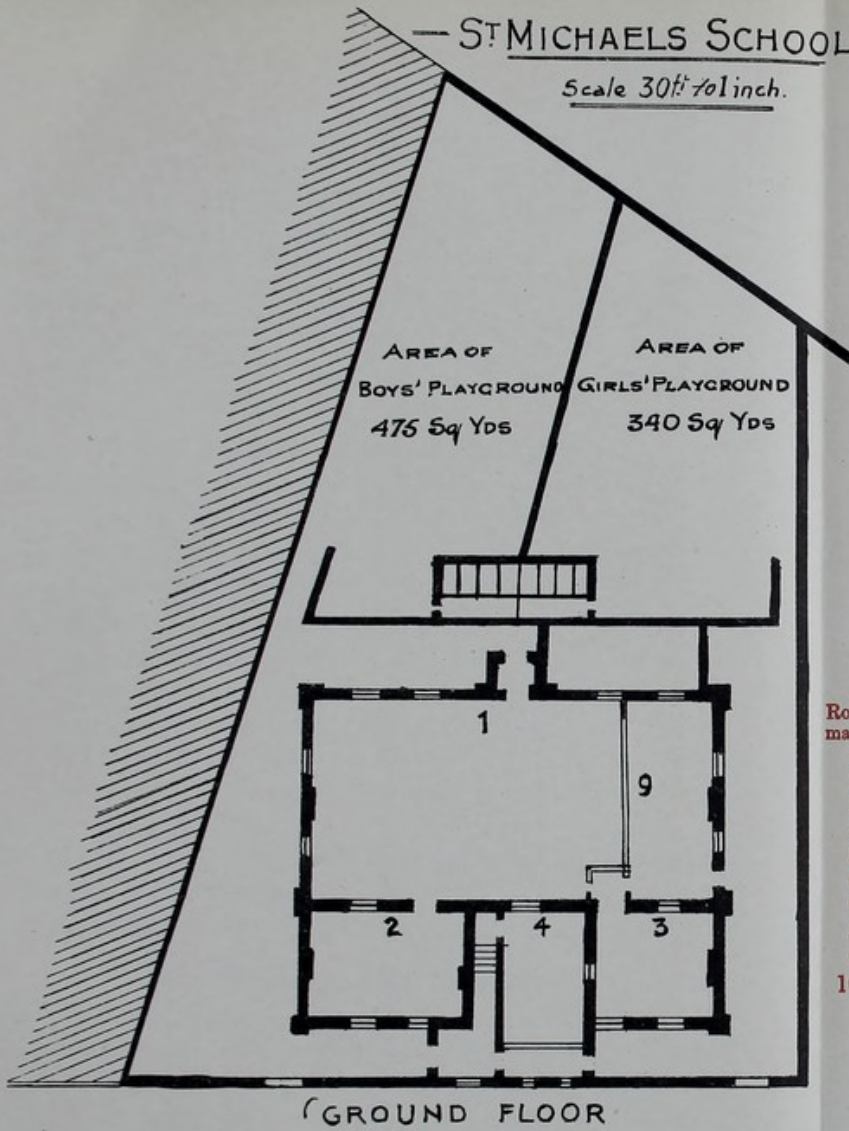 — ST MICHAELS SCHOOL
Scale 30ft to 1 inch.
AREA OF
BOYS' PLAYGROUND
475 Sq YDS
AREA OF
GIRLS' PLAYGROUND
340 Sq YDS
1
9
2
4
3
GROUND FLOOR